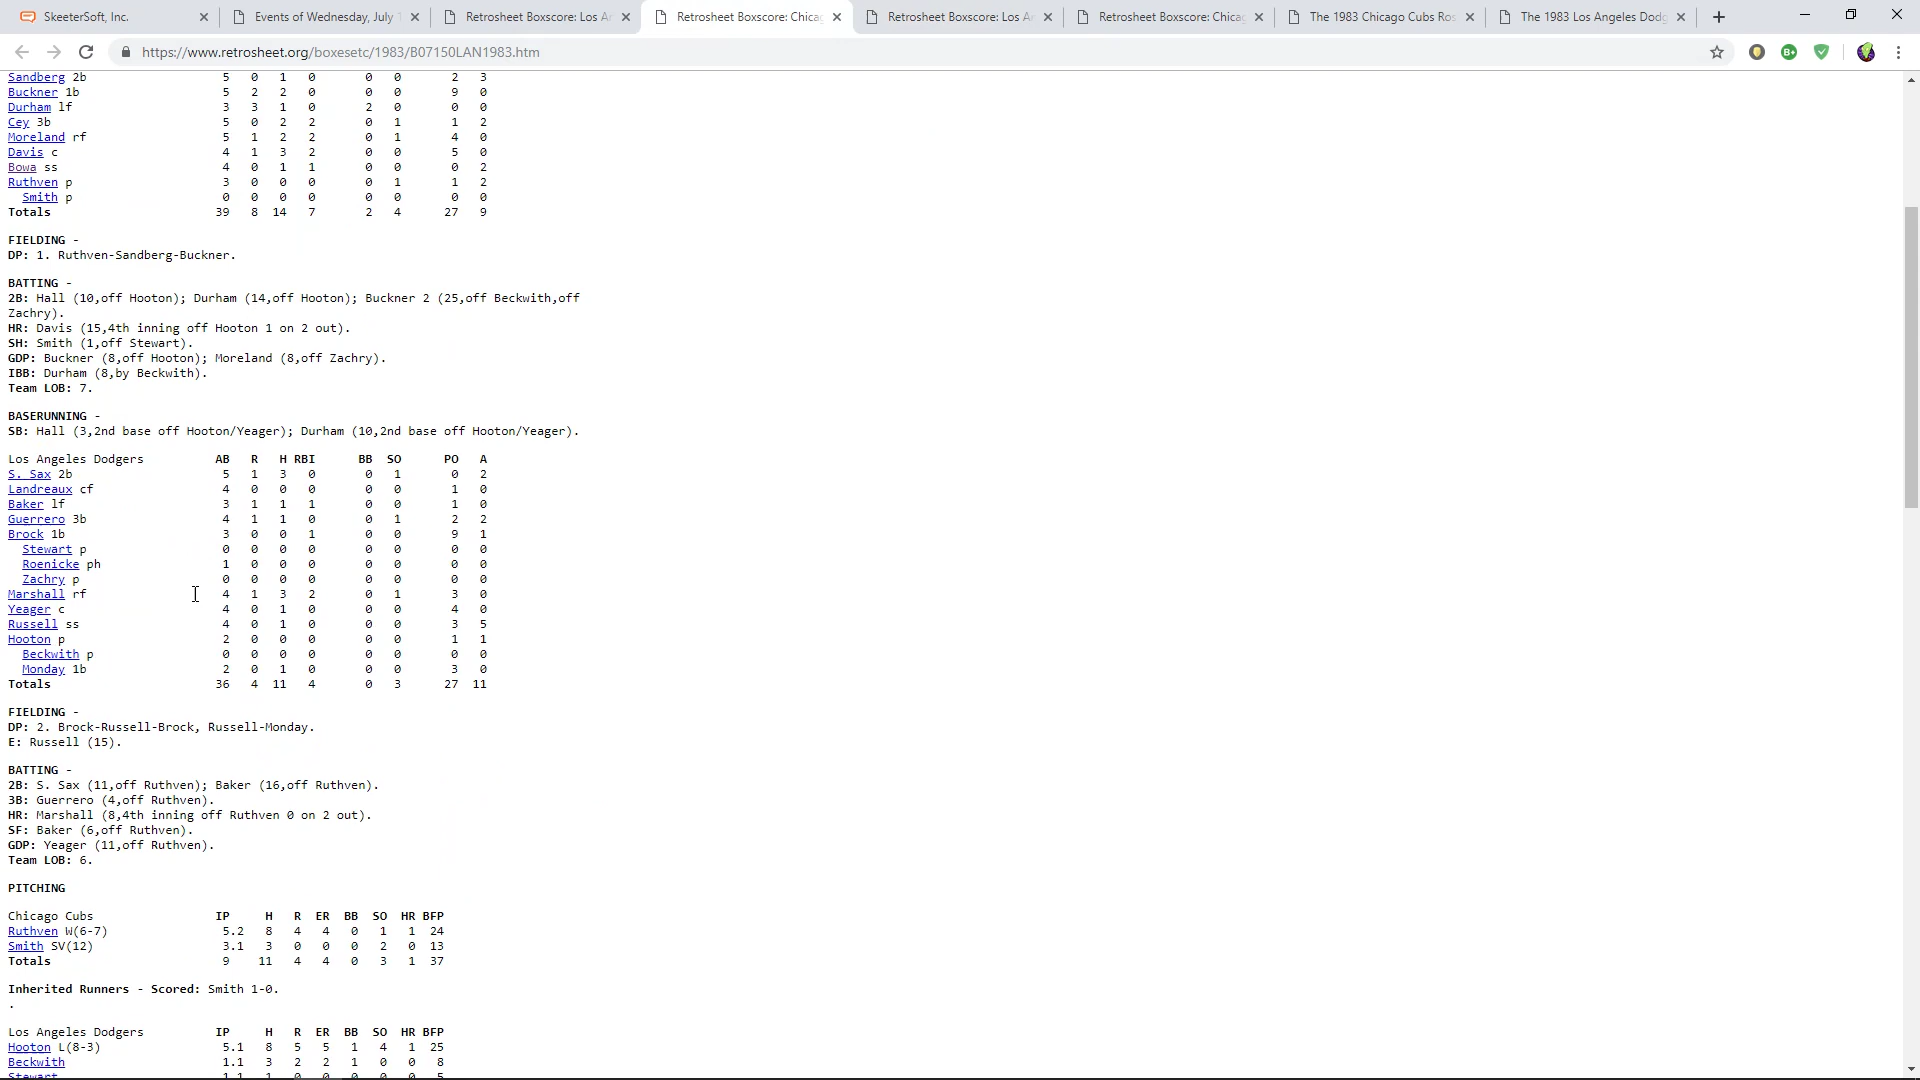 SkeeterSoft, Inc.
Events of Wednesday, July 1
Retrosheet Boxscore: Los An
Retrosheet Boxscore: Chicag
Retrosheet Boxscore: Los An
Retrosheet Boxscore: Chicag
The 1983 Chicago Cubs Ros
The 1983 Los Angeles Dodg
https://www.retrosheet.org/boxesetc/1983/B07150LAN1983.htm
Sandberg 2b 5 0 1 0 0 0 2 3
Buckner 1b 5 2 2 0 0 0 9 0
Durham lf 3 3 1 0 2 0 0 0
Cey 3b 5 0 2 2 0 1 1 2
Moreland rf 5 1 2 2 0 1 4 0
Davis c 4 1 3 2 0 0 5 0
Bowa ss 4 0 1 1 0 0 0 2
Ruthven p 3 0 0 0 0 1 1 2
Smith p 0 0 0 0 0 0 0 0
Totals 39 8 14 7 2 4 27 9
FIELDING -
DP: 1. Ruthven-Sandberg-Buckner.
BATTING -
2B: Hall (10,off Hooton); Durham (14,off Hooton); Buckner 2 (25,off Beckwith,off
Zachry).
HR: Davis (15,4th inning off Hooton 1 on 2 out).
SH: Smith (1,off Stewart).
GDP: Buckner (8,off Hooton); Moreland (8,off Zachry).
IBB: Durham (8,by Beckwith).
Team LOB: 7.
BASERUNNING -
SB: Hall (3,2nd base off Hooton/Yeager); Durham (10,2nd base off Hooton/Yeager).
Los Angeles Dodgers AB R H RBI BB SO PO A
S. Sax 2b 5 1 3 0 0 1 0 2
Landreaux cf 4 0 0 0 0 0 1 0
Baker lf 3 1 1 1 0 0 1 0
Guerrero 3b 4 1 1 0 0 1 2 2
Brock 1b 3 0 0 1 0 0 9 1
Stewart p 0 0 0 0 0 0 0 0
Roenicke ph 1 0 0 0 0 0 0 0
Zachry p 0 0 0 0 0 0 0 0
Marshall rf 4 1 3 2 0 1 3 0
Yeager c 4 0 1 0 0 0 4 0
Russell ss 4 0 1 0 0 0 3 5
Hooton p 2 0 0 0 0 0 1 1
Beckwith p 0 0 0 0 0 0 0 0
Monday 1b 2 0 1 0 0 0 3 0
Totals 36 4 11 4 0 3 27 11
FIELDING -
DP: 2. Brock-Russell-Brock, Russell-Monday.
E: Russell (15).
BATTING -
2B: S. Sax (11,off Ruthven); Baker (16,off Ruthven).
3B: Guerrero (4,off Ruthven).
HR: Marshall (8,4th inning off Ruthven 0 on 2 out).
SF: Baker (6,off Ruthven).
GDP: Yeager (11,off Ruthven).
Team LOB: 6.
PITCHING
Chicago Cubs IP H R ER BB SO HR BFP
Ruthven W(6-7) 5.2 8 4 4 0 1 1 24
Smith SV(12) 3.1 3 0 0 0 2 0 13
Totals 9 11 4 4 0 3 1 37
Inherited Runners - Scored: Smith 1-0.
.
Los Angeles Dodgers IP H R ER BB SO HR BFP
Hooton L(8-3) 5.1 8 5 5 1 4 1 25
Beckwith 1.1 3 2 2 1 0 0 8
Stewart 1.1 1 0 0 0 0 0 5